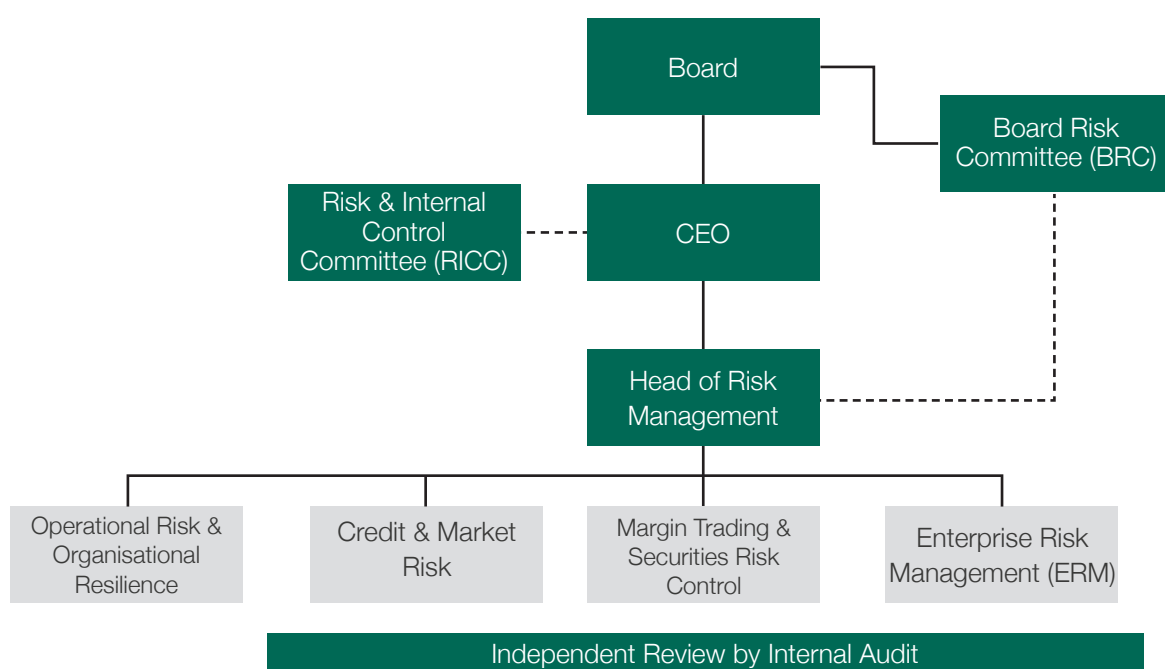 Board
Board Risk
Committee (BRC)
Risk & Internal
Control
Committee (RICC)
CEO
Head of Risk
Management
Operational Risk &
Organisational
Resilience
Credit & Market
Risk
Margin Trading &
Securities Risk
Control
Enterprise Risk
Management (ERM)
Independent Review by Internal Audit